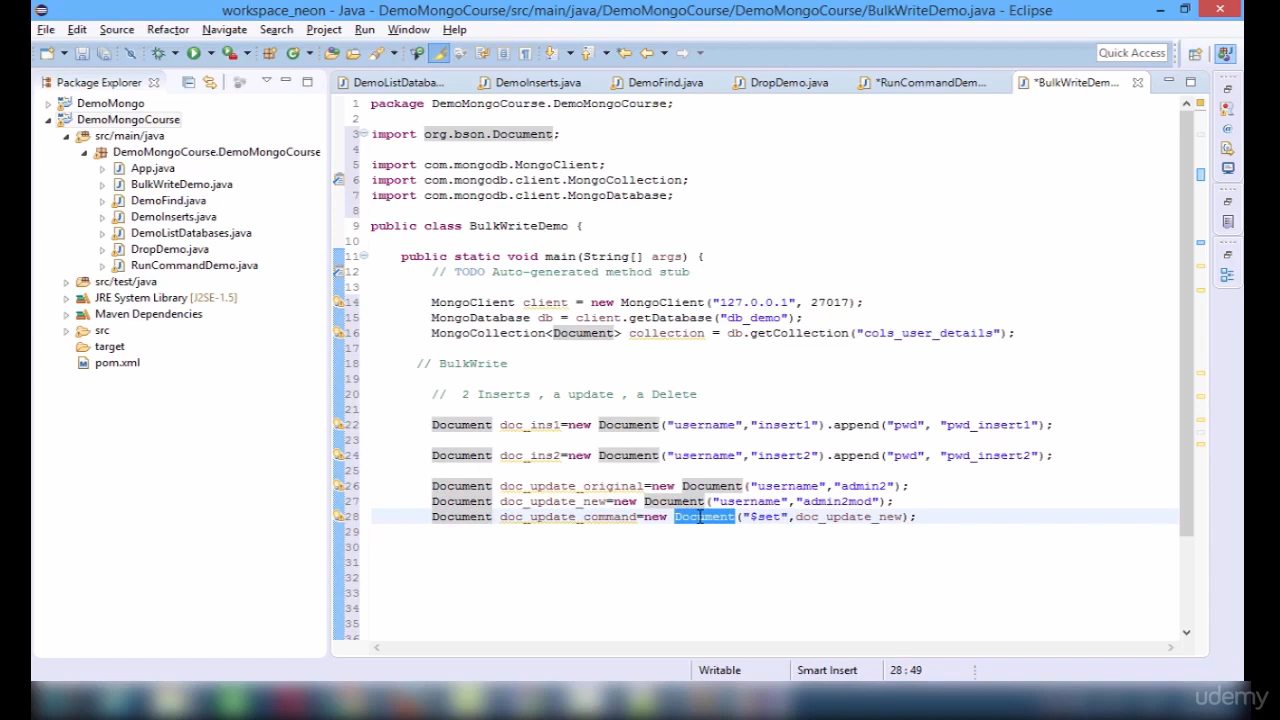 workspace_neon - Java - DemoMongoCourse/src/main/java/DemoMongoCourse/DemoMongoCourse/BulkWriteDemo.java - Eclipse
File Edit Source Refactor Navigate Search Project Run Window Help
Quick Access
Package Explorer
DemoListDataba... DemoInserts.java DemoFind.java DropDemo.java *RunCommandDem... *BulkWriteDem...
DemoMongo
DemoMongoCourse
src/main/java
DemoMongoCourse.DemoMongoCourse
App.java
BulkWriteDemo.java
DemoFind.java
DemoInserts.java
DemoListDatabases.java
DropDemo.java
RunCommandDemo.java
src/test/java
JRE System Library [J2SE-1.5]
Maven Dependencies
src
target
pom.xml
1 package DemoMongoCourse.DemoMongoCourse;
2
3 import org.bson.Document;
4
5 import com.mongodb.MongoClient;
6 import com.mongodb.client.MongoCollection;
7 import com.mongodb.client.MongoDatabase;
8
9 public class BulkWriteDemo {
10
11 public static void main(String[] args) {
12 // TODO Auto-generated method stub
13
14 MongoClient client = new MongoClient("127.0.0.1", 27017);
15 MongoDatabase db = client.getDatabase("db_demo");
16 MongoCollection<Document> collection = db.getCollection("cols_user_details");
17
18 // BulkWrite
19
20 // 2 Inserts , a update , a Delete
21
22 Document doc_ins1=new Document("username","insert1").append("pwd", "pwd_insert1");
23
24 Document doc_ins2=new Document("username","insert2").append("pwd", "pwd_insert2");
25
26 Document doc_update_original=new Document("username","admin2");
27 Document doc_update_new=new Document("username","admin2mod");
28 Document doc_update_command=new Document("$set",doc_update_new);
29
30
31
32
33
34
35
36
Writable Smart Insert 28 : 49
udemy